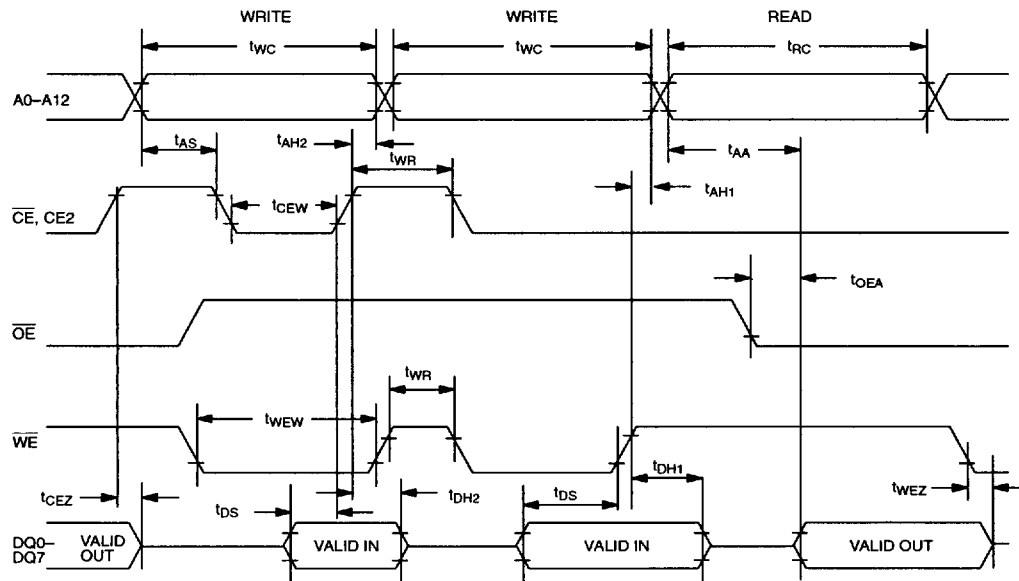 WRITE WRITE READ
tWC tWC tRC
A0–A12
tAS tAH2 tWR tAA
tAH1
CE, CE2 tCEW
tOEA
OE
tWR
tWEW
WE
tCEZ tDS tDH2 tDS tDH1 tWEZ
DQ0– DQ7
VALID OUT
VALID IN
VALID IN
VALID OUT